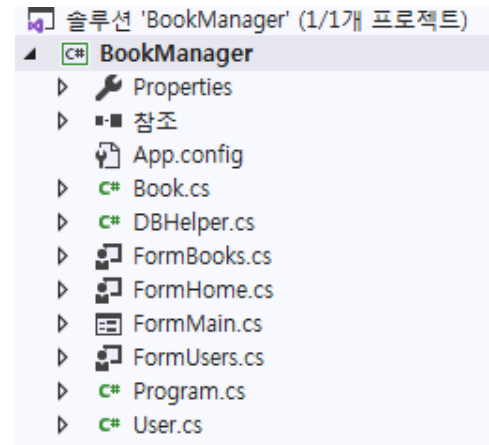 솔루션 'BookManager' (1/1개 프로젝트)
C# BookManager
Properties
참조
App.config
C# Book.cs
C# DBHelper.cs
FormBooks.cs
FormHome.cs
FormMain.cs
FormUsers.cs
C# Program.cs
C# User.cs